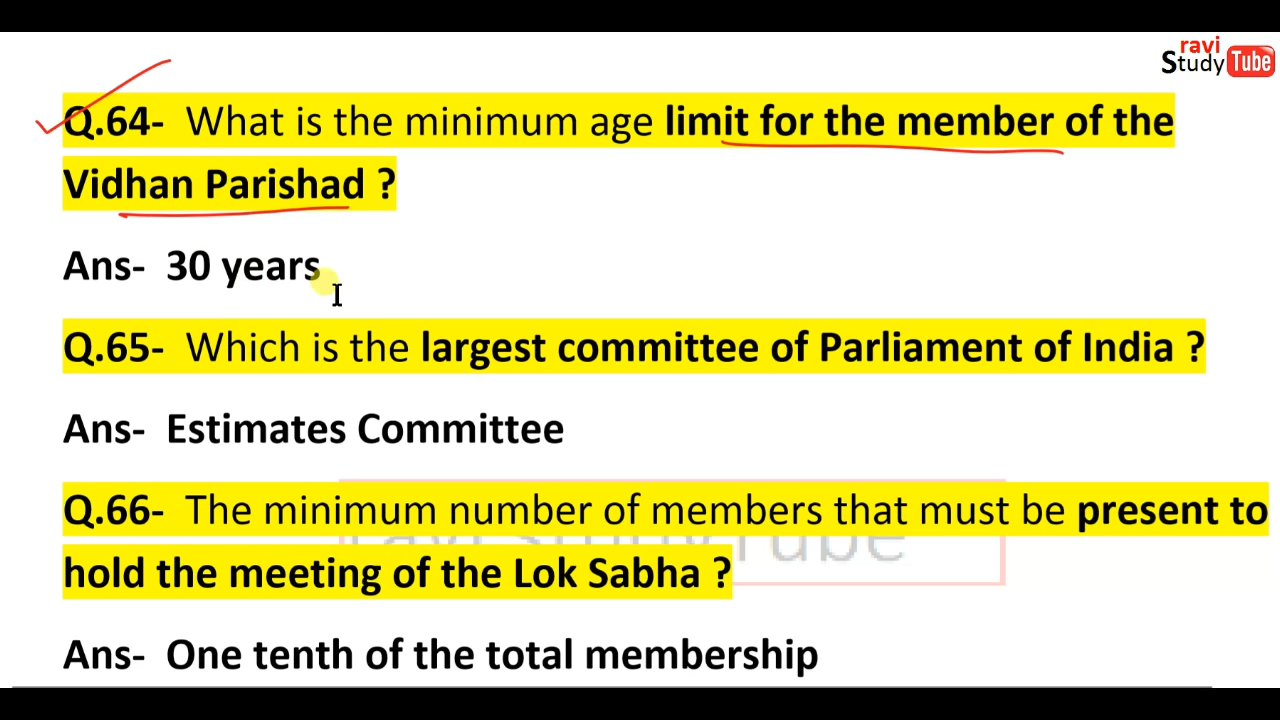 ravi
Study Tube
Q.64- What is the minimum age limit for the member of the
Vidhan Parishad ?
Ans- 30 years
Q.65- Which is the largest committee of Parliament of India ?
Ans- Estimates Committee
Q.66- The minimum number of members that must be present to
hold the meeting of the Lok Sabha ?
Ans- One tenth of the total membership